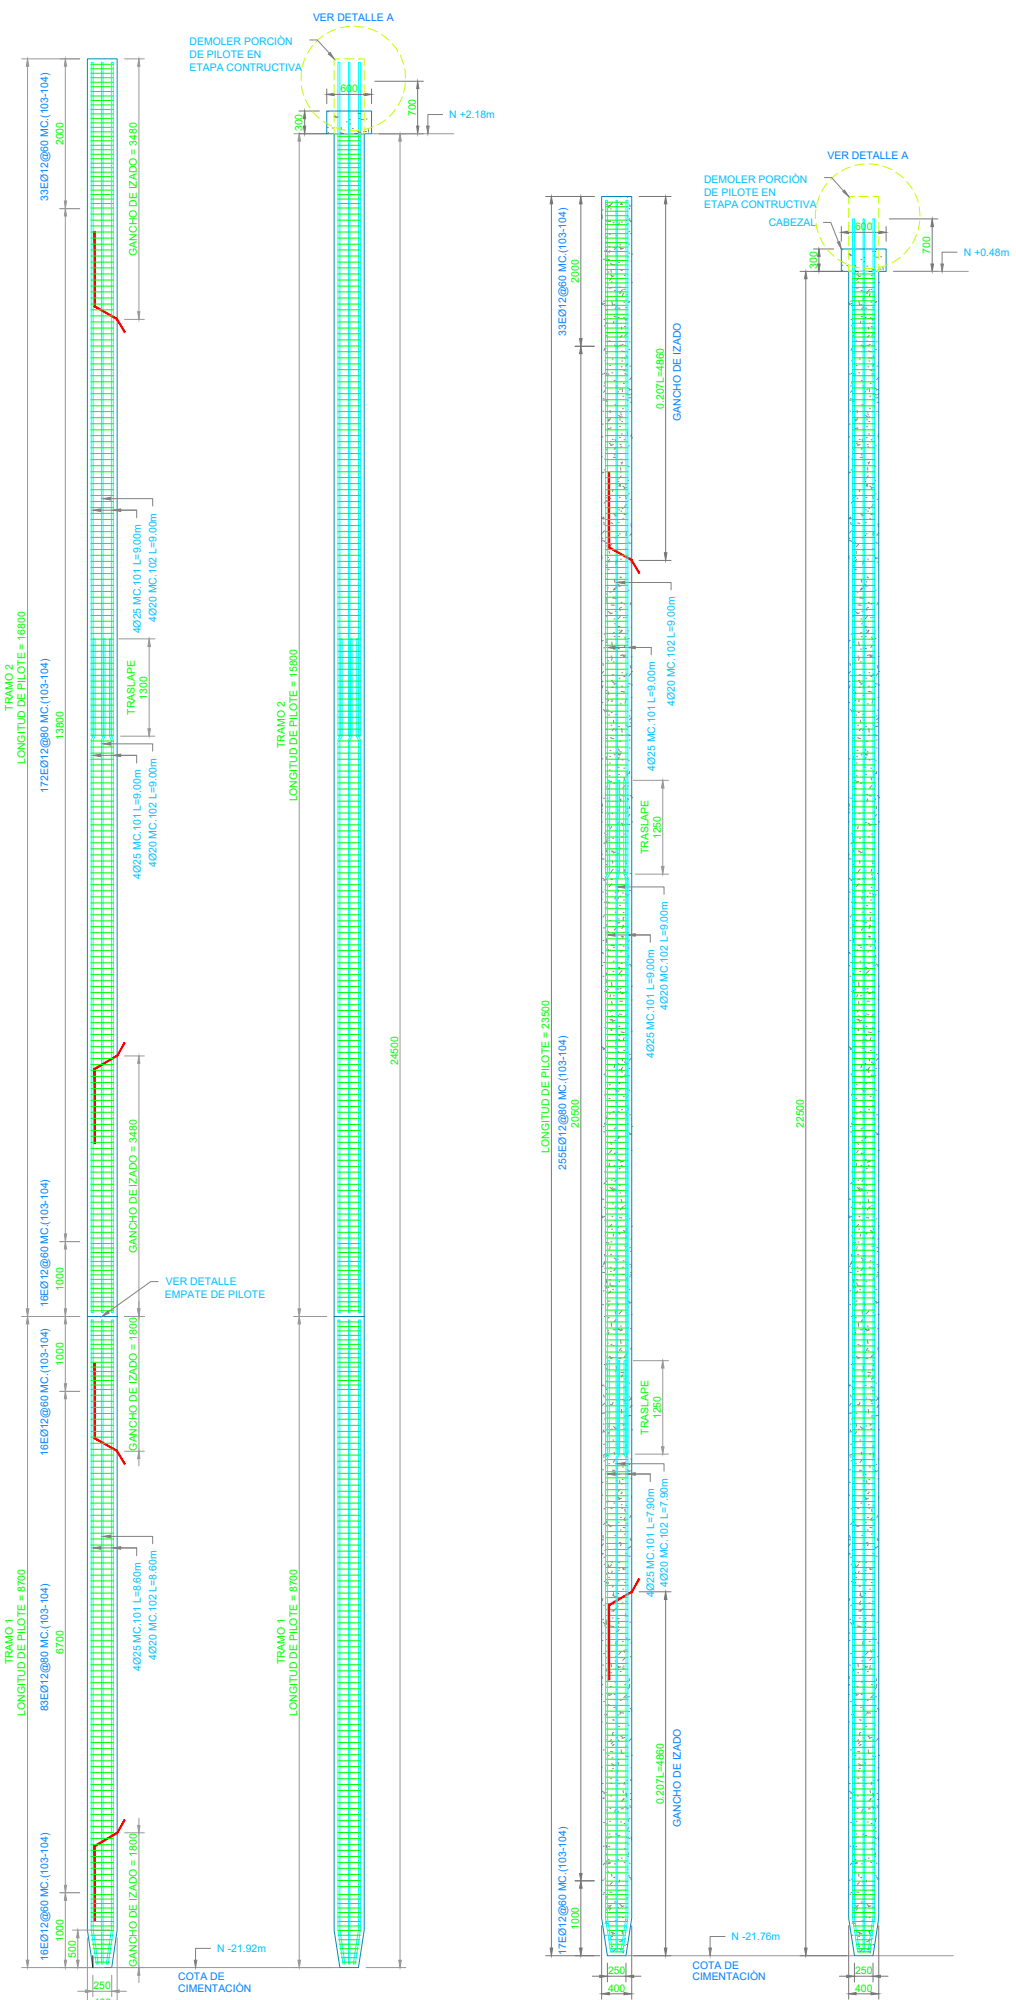 VER DETALLE A
DEMOLER PORCIÓN
DE PILOTE EN
ETAPA CONTRUCTIVA
600
300
700
N +2.18m
33EØ12@60 MC.(103-104)
2000
GANCHO DE IZADO = 3480
4Ø25 MC.101 L=9.00m
4Ø20 MC.102 L=9.00m
TRAMO 2
LONGITUD DE PILOTE = 16800
172EØ12@80 MC.(103-104)
13800
TRASLAPE
1300
4Ø25 MC.101 L=9.00m
4Ø20 MC.102 L=9.00m
GANCHO DE IZADO = 3480
16EØ12@60 MC.(103-104)
1000
VER DETALLE
EMPATE DE PILOTE
16EØ12@60 MC.(103-104)
1000
GANCHO DE IZADO = 1800
4Ø25 MC.101 L=8.60m
4Ø20 MC.102 L=8.60m
TRAMO 1
LONGITUD DE PILOTE = 8700
83EØ12@80 MC.(103-104)
6700
16EØ12@60 MC.(103-104)
1000
500
GANCHO DE IZADO = 1800
250
N -21.92m
COTA DE
CIMENTACIÓN
TRAMO 2
LONGITUD DE PILOTE = 15800
24500
TRAMO 1
LONGITUD DE PILOTE = 8700
33EØ12@60 MC.(103-104)
2000
0.207L=4860
GANCHO DE IZADO
4Ø20 MC.102 L=9.00m
4Ø25 MC.101 L=9.00m
TRASLAPE
1250
4Ø20 MC.102 L=9.00m
4Ø25 MC.101 L=9.00m
LONGITUD DE PILOTE = 23500
255EØ12@80 MC.(103-104)
20500
TRASLAPE
1250
4Ø25 MC.101 L=7.90m
4Ø20 MC.102 L=7.90m
0.207L=4860
GANCHO DE IZADO
17EØ12@60 MC.(103-104)
1000
250
400
N -21.76m
COTA DE
CIMENTACIÓN
VER DETALLE A
DEMOLER PORCIÓN
DE PILOTE EN
ETAPA CONTRUCTIVA
CABEZAL
600
300
700
N +0.48m
22500
250
400